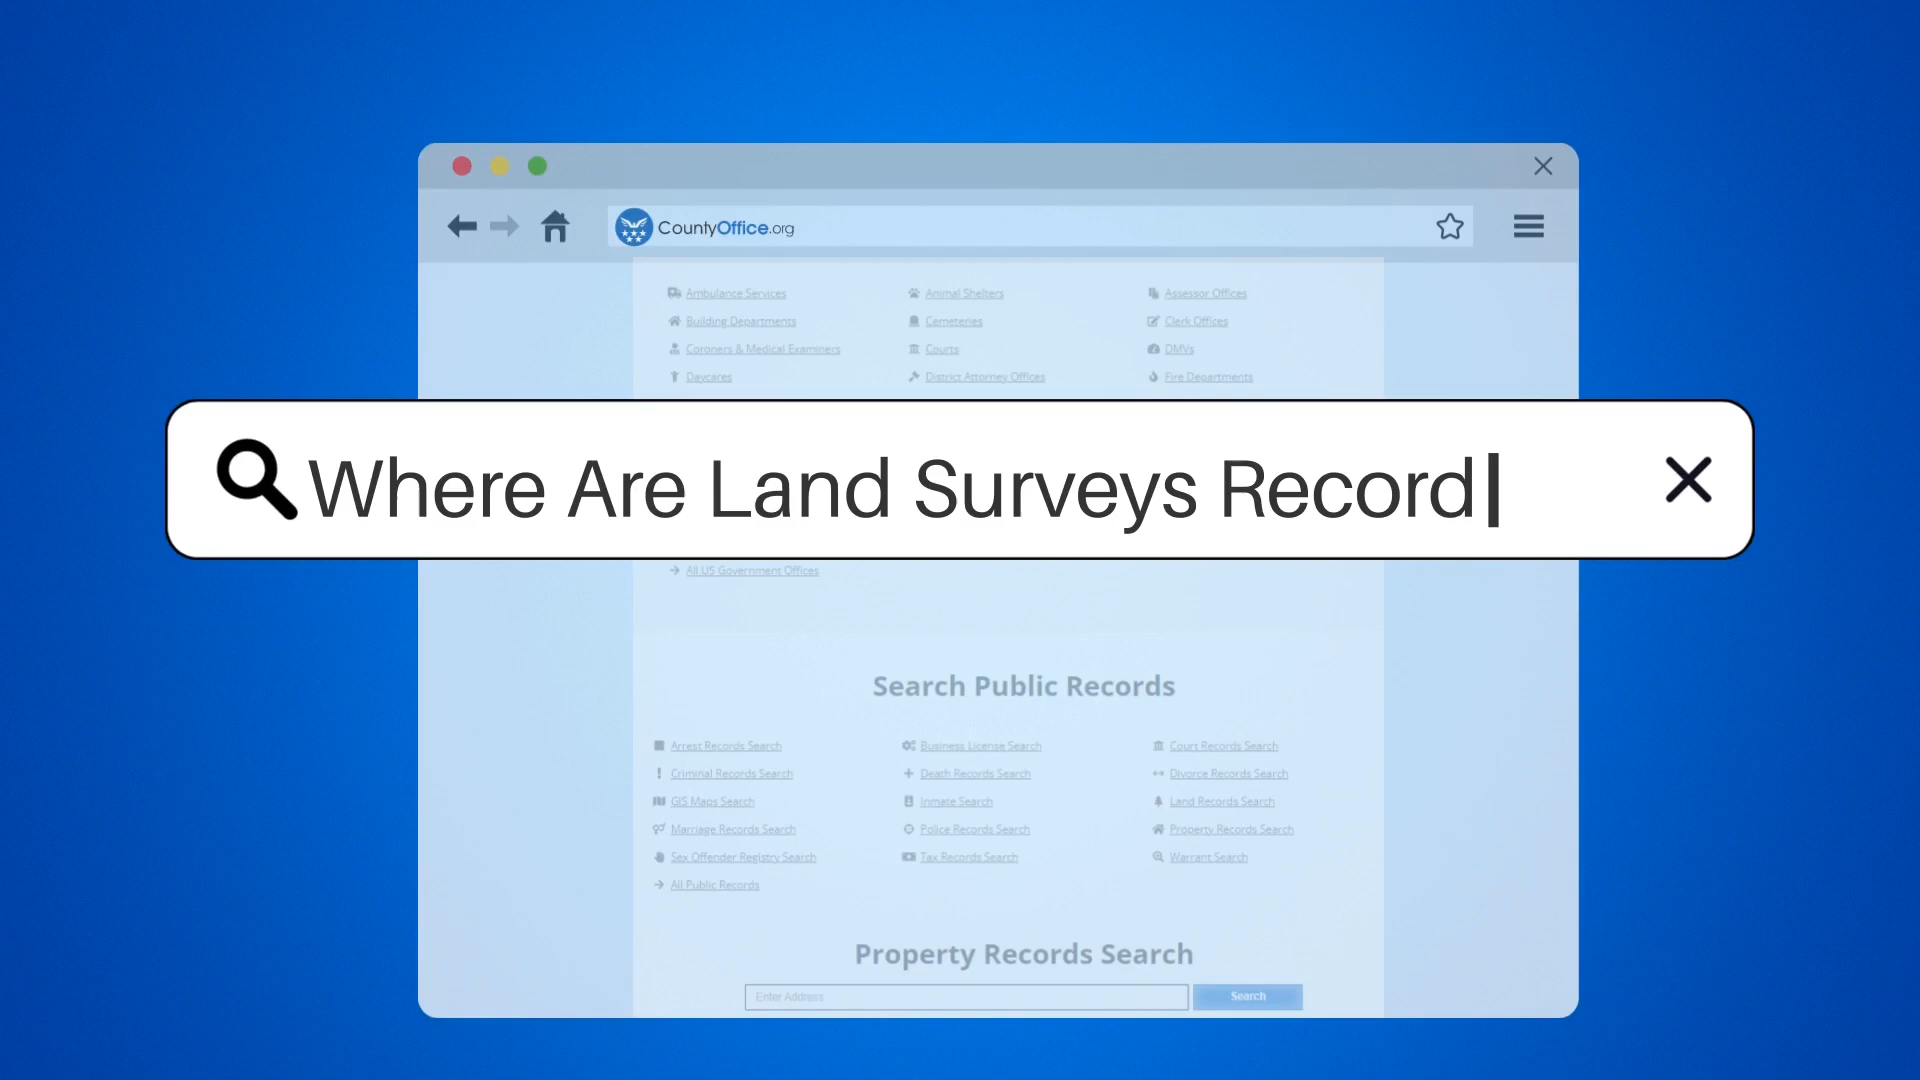 CountyOffice.org
Ambulance Services Animal Shelters Assessor Offices
Building Departments Cemeteries Clerk Offices
Coroners & Medical Examiners Courts DMVs
Daycares District Attorney Offices Fire Departments
Where Are Land Surveys Record
All US Government Offices
Search Public Records
Arrest Records Search Business License Search Court Records Search
Criminal Records Search Death Records Search Divorce Records Search
GIS Maps Search Inmate Search Land Records Search
Marriage Records Search Police Records Search Property Records Search
Sex Offender Registry Search Tax Records Search Warrant Search
All Public Records
Property Records Search
Enter Address Search